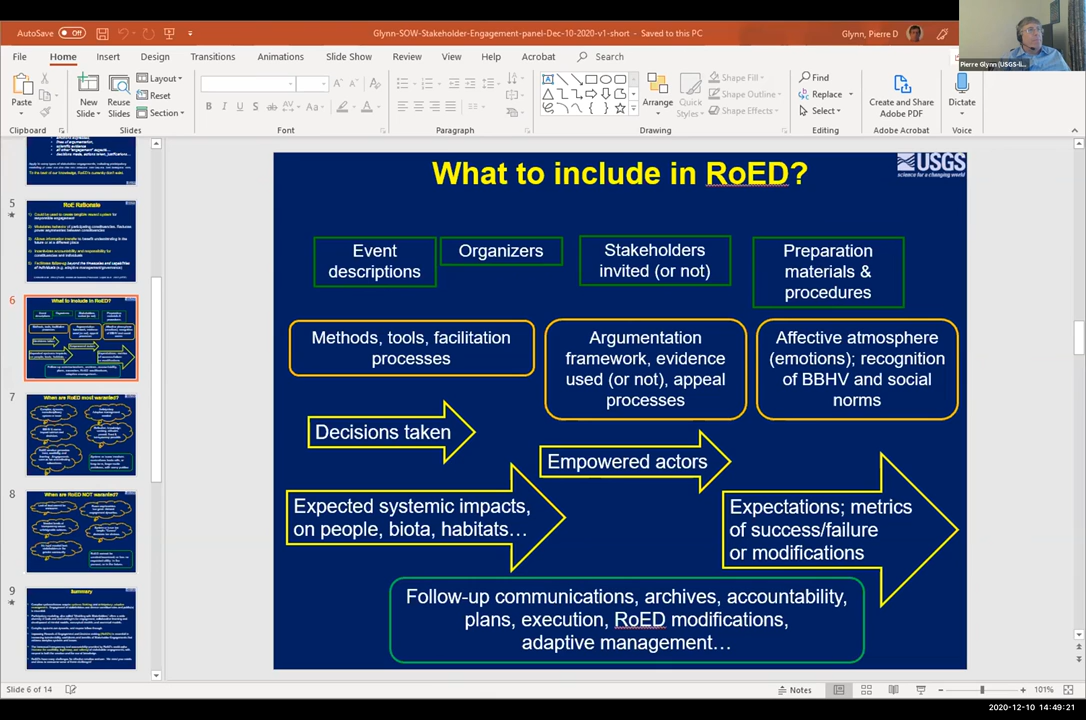 AutoSave
Off
Glynn-SOW-Stakeholder-Engagement-panel-Dec-10-2020-v1-short - Saved to this PC
Glynn, Pierre D
Pierre Glynn (USGS-li...
File
Home
Insert
Design
Transitions
Animations
Slide Show
Review
View
Help
Acrobat
Search
Paste
New
Slide
Reuse
Slides
Layout
Reset
Section
B
I
U
S
ab
Aa
Arrange
Quick
Styles
Shape Fill
Shape Outline
Shape Effects
Find
Replace
Select
Create and Share
Adobe PDF
Dictate
Clipboard
Slides
Font
Paragraph
Drawing
Editing
Adobe Acrobat
Voice
5
RoE Rationale
6
What to include in RoED?
7
When are RoED most warranted?
8
When are RoED NOT warranted?
9
Summary
What to include in RoED?
USGS
science for a changing world
Event
descriptions
Organizers
Stakeholders
invited (or not)
Preparation
materials &
procedures
Methods, tools, facilitation
processes
Argumentation
framework, evidence
used (or not), appeal
processes
Affective atmosphere
(emotions); recognition
of BBHV and social
norms
Decisions taken
Empowered actors
Expected systemic impacts,
on people, biota, habitats…
Expectations; metrics
of success/failure
or modifications
Follow-up communications, archives, accountability,
plans, execution, RoED modifications,
adaptive management…
Slide 6 of 14
Notes
101%
2020-12-10 14:49:21